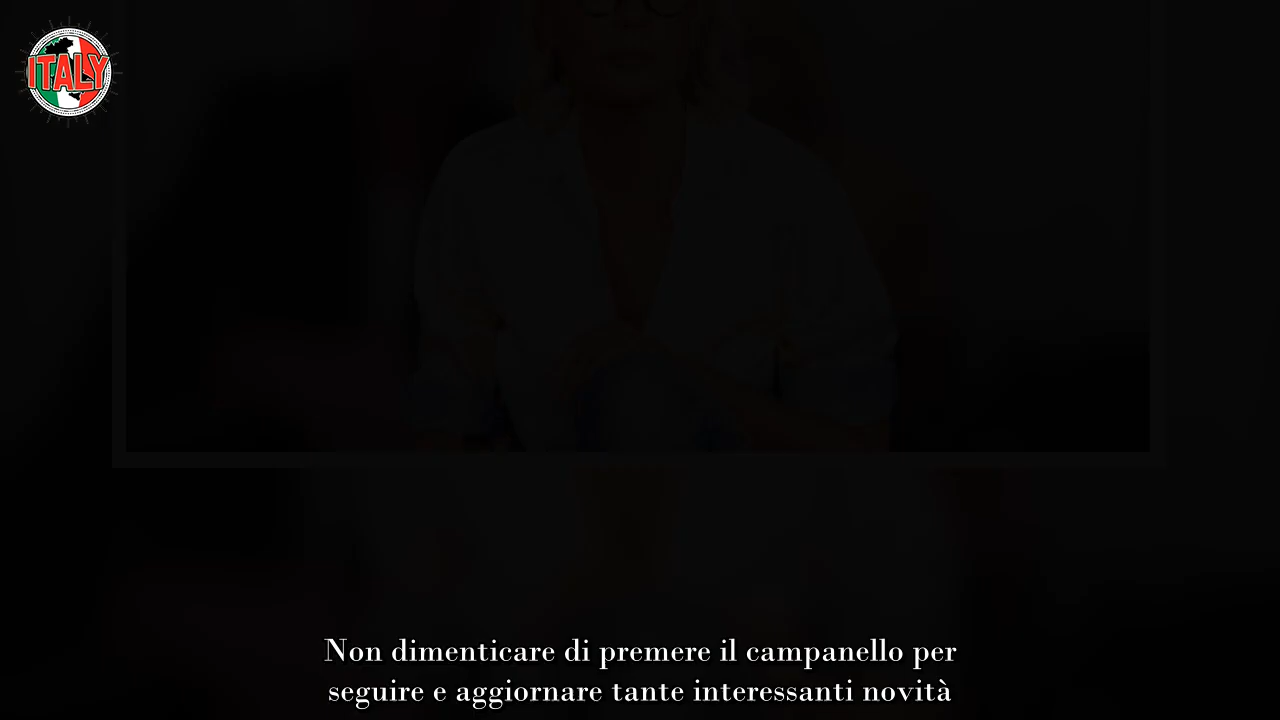 ITALY
Non dimenticare di premere il campanello per
seguire e aggiornare tante interessanti novità